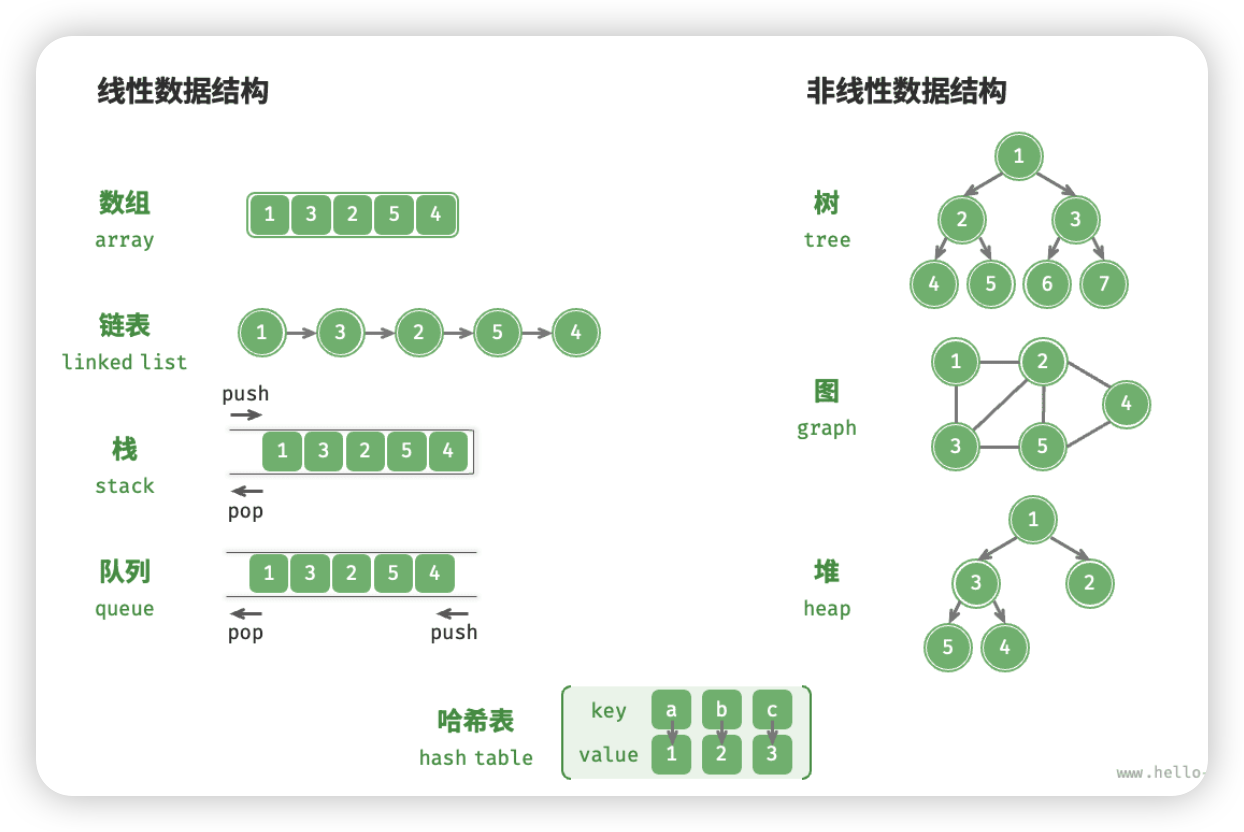 线性数据结构
数组
array
1 3 2 5 4
链表
linked list
1 3 2 5 4
push
栈
stack
1 3 2 5 4
pop
队列
queue
1 3 2 5 4
pop push
非线性数据结构
树
tree
1
2 3
4 5 6 7
图
graph
1 2
4
3 5
堆
heap
1
3 2
5 4
哈希表
hash table
key a b c
value 1 2 3
www.hello-